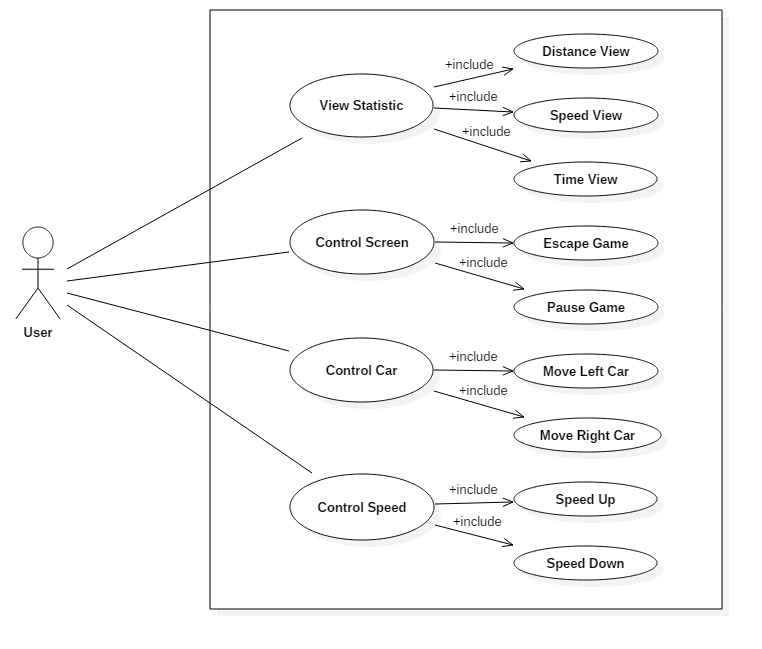 Distance View
+include
View Statistic
+include
Speed View
+include
Time View
+include
Control Screen
Escape Game
+include
Pause Game
User
+include
Control Car
Move Left Car
+include
Move Right Car
+include
Control Speed
Speed Up
+include
Speed Down